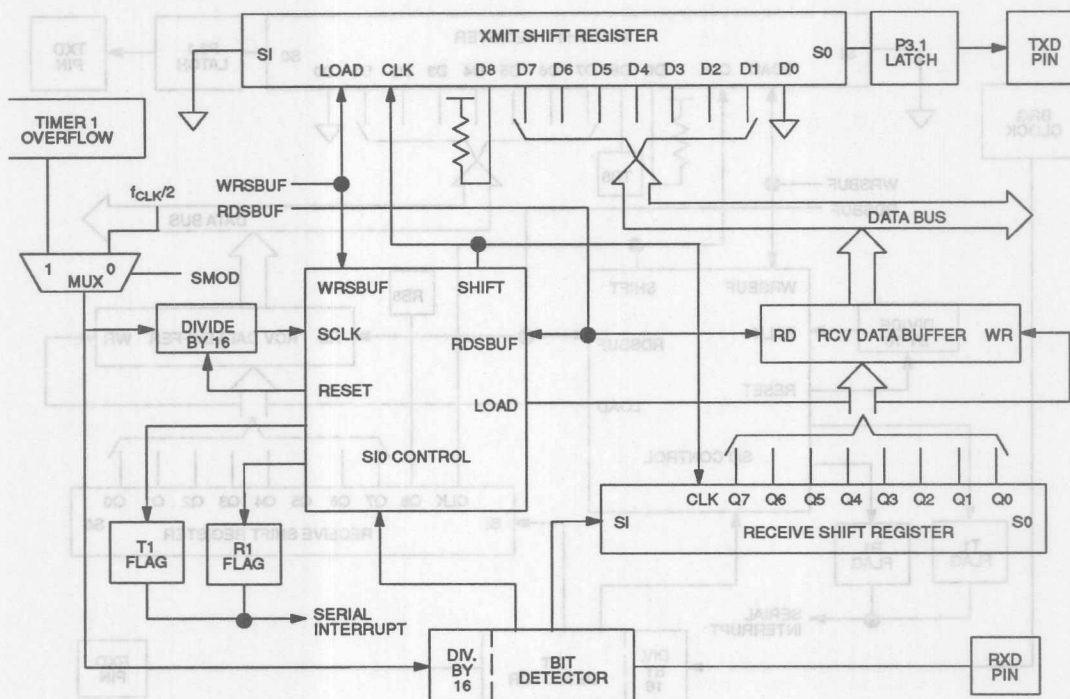 XMIT SHIFT REGISTER
SI
S0
LOAD CLK D8 D7 D6 D5 D4 D3 D2 D1 D0
P3.1
LATCH
TXD
PIN
TIMER 1
OVERFLOW
fCLK/2
WRSBUF
RDSBUF
DATA BUS
1 0
MUX
SMOD
WRSBUF SHIFT
DIVIDE
BY 16
SCLK
RDSBUF
RD RCV DATA BUFFER WR
RESET
LOAD
SI0 CONTROL
CLK Q7 Q6 Q5 Q4 Q3 Q2 Q1 Q0
SI
S0
RECEIVE SHIFT REGISTER
T1
FLAG
R1
FLAG
SERIAL
INTERRUPT
DIV.
BY
16
BIT
DETECTOR
RXD
PIN